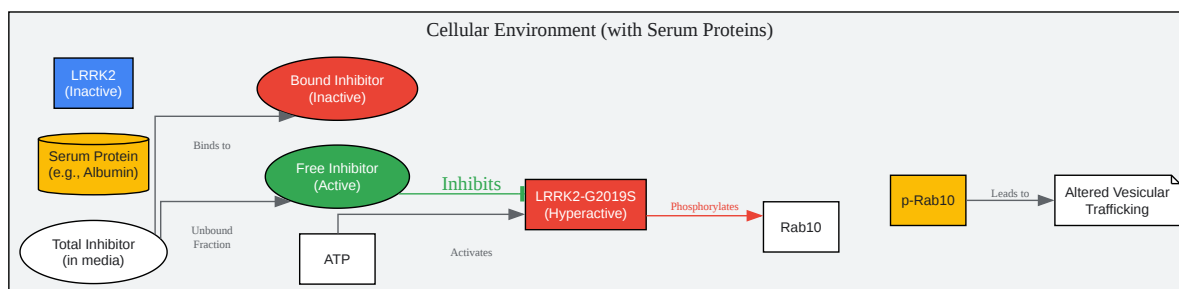 Cellular Environment (with Serum Proteins)
LRRK2
(Inactive)
Bound Inhibitor
(Inactive)
Serum Protein
(e.g., Albumin)
Binds to
Free Inhibitor
(Active)
Inhibits
LRRK2-G2019S
(Hyperactive)
Phosphorylates
Rab10
p-Rab10
Leads to
Altered Vesicular
Trafficking
Total Inhibitor
(in media)
Unbound
Fraction
ATP
Activates